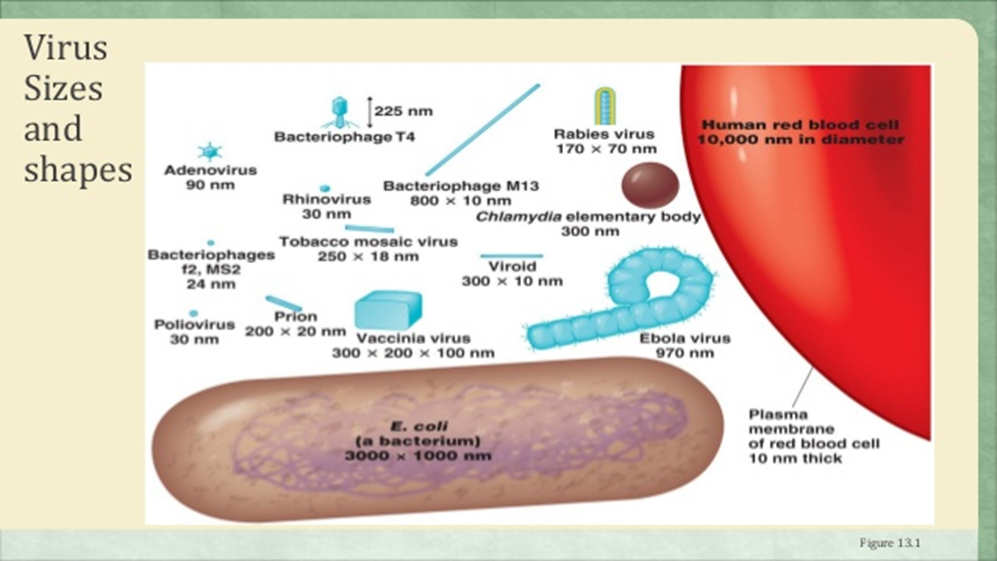 Virus
Sizes
and
shapes
225 nm
Bacteriophage T4
Adenovirus
90 nm
Rhinovirus
30 nm
Bacteriophage M13
800 × 10 nm
Rabies virus
170 × 70 nm
Human red blood cell
10,000 nm in diameter
Chlamydia elementary body
300 nm
Bacteriophages
f2, MS2
24 nm
Tobacco mosaic virus
250 × 18 nm
Viroid
300 × 10 nm
Poliovirus
30 nm
Prion
200 × 20 nm
Vaccinia virus
300 × 200 × 100 nm
Ebola virus
970 nm
E. coli
(a bacterium)
3000 × 1000 nm
Plasma
membrane
of red blood cell
10 nm thick
Figure 13.1